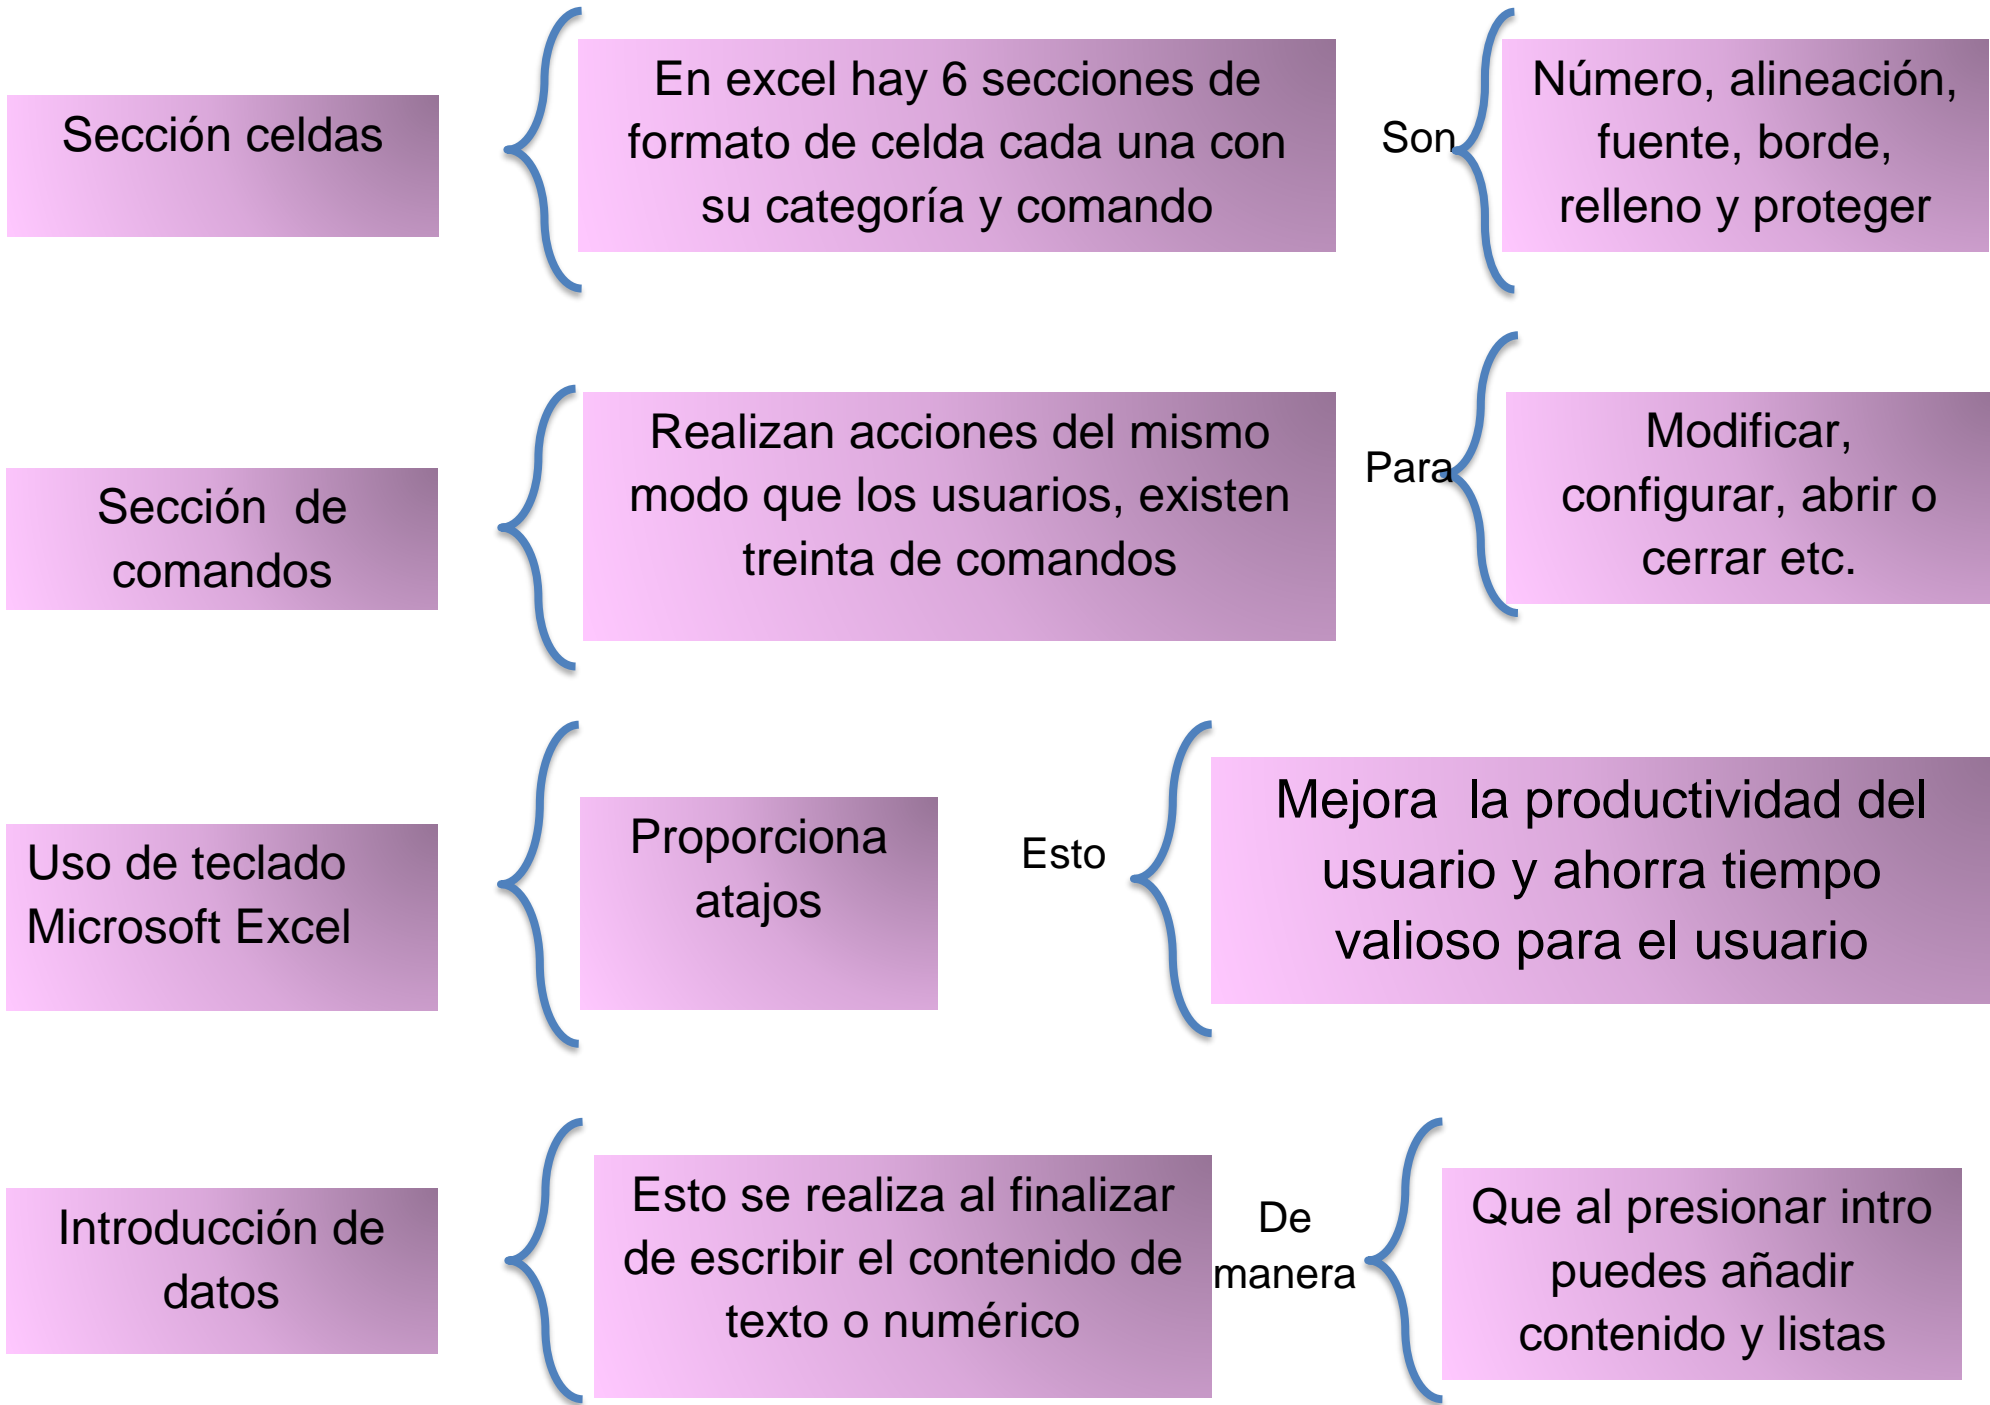 Sección celdas
En excel hay 6 secciones de
formato de celda cada una con
su categoría y comando
Son
Número, alineación,
fuente, borde,
relleno y proteger
Sección  de
comandos
Realizan acciones del mismo
modo que los usuarios, existen
treinta de comandos
Para
Modificar,
configurar, abrir o
cerrar etc.
Uso de teclado
Microsoft Excel
Proporciona
atajos
Esto
Mejora  la productividad del
usuario y ahorra tiempo
valioso para el usuario
Introducción de
datos
Esto se realiza al finalizar
de escribir el contenido de
texto o numérico
De
manera
Que al presionar intro
puedes añadir
contenido y listas